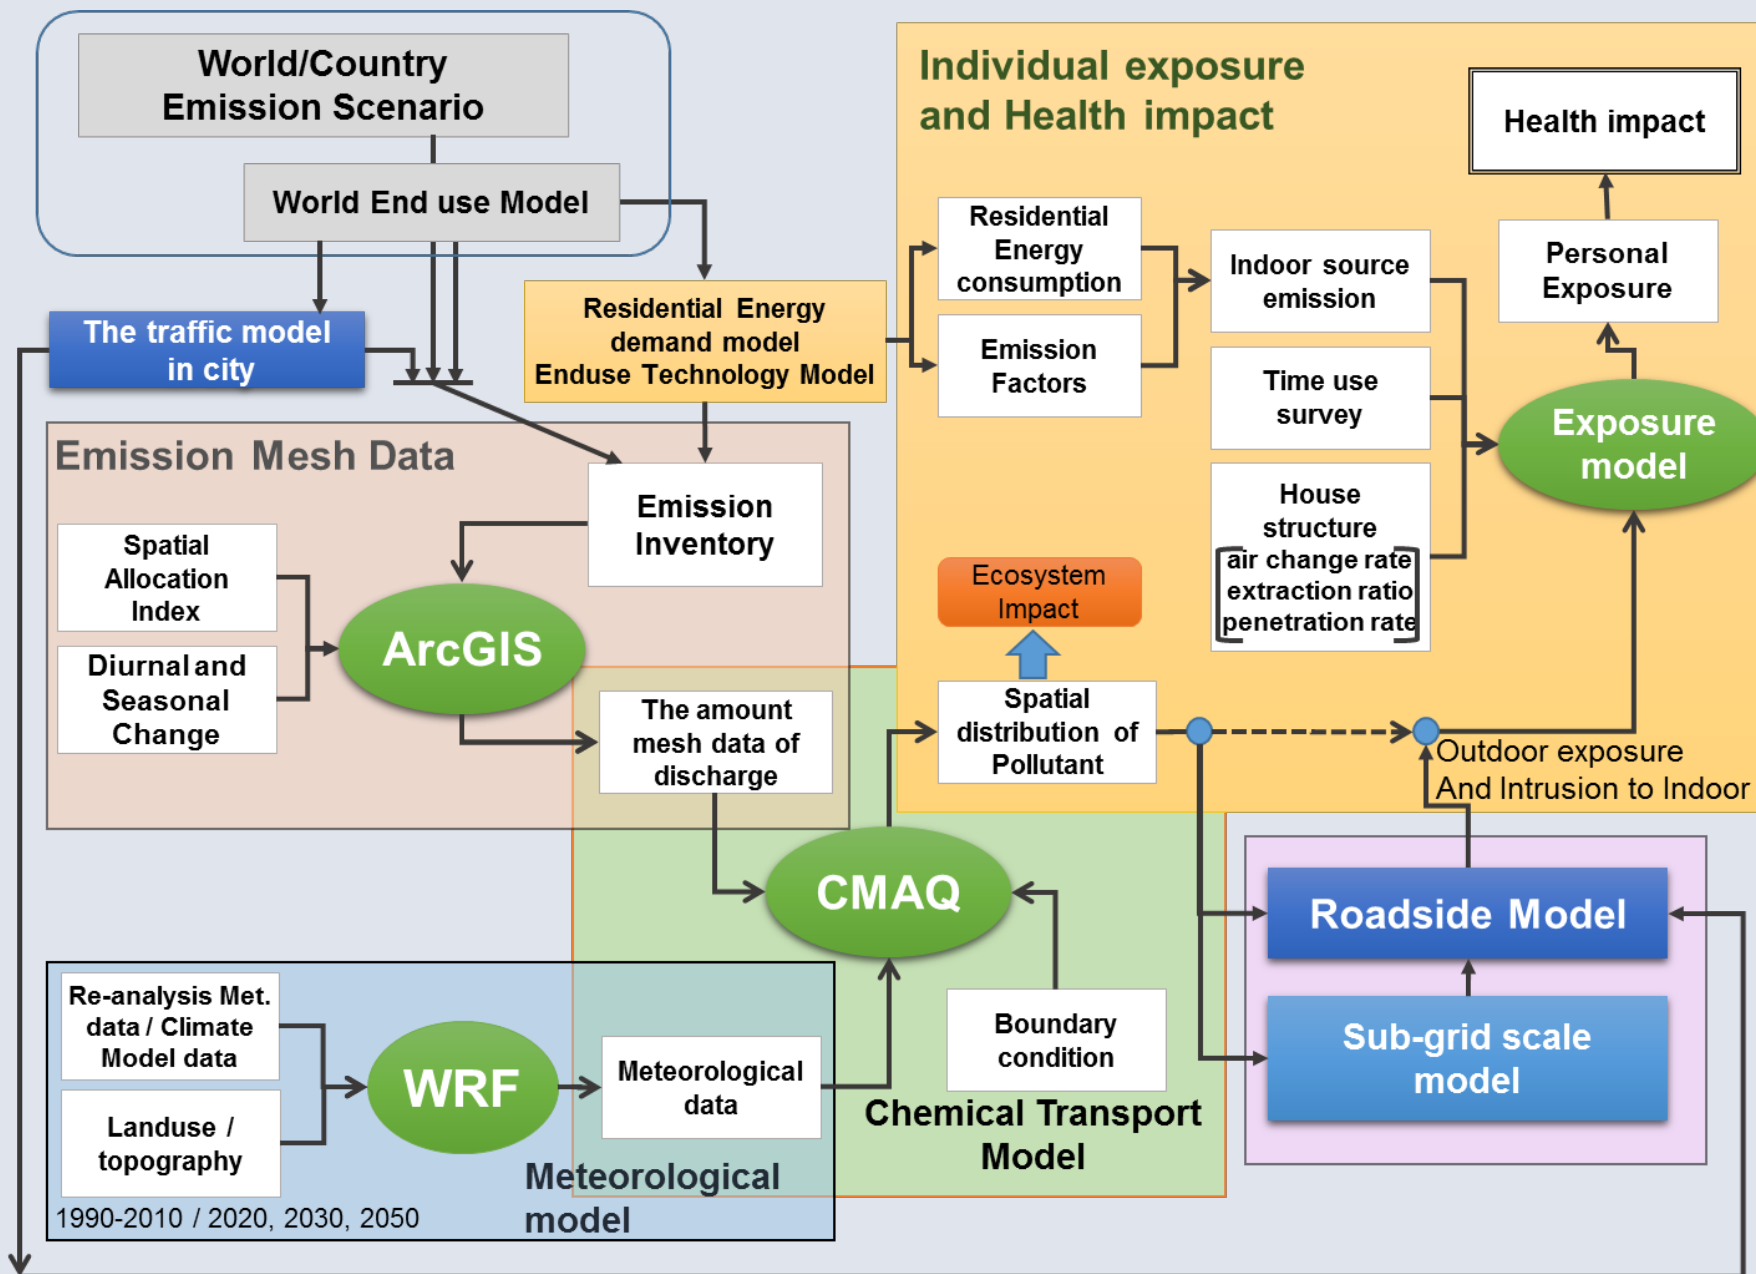 World/Country
Emission Scenario
World End use Model
The traffic model
in city
Residential Energy
demand model
Enduse Technology Model
Individual exposure
and Health impact
Health impact
Residential
Energy
consumption
Emission
Factors
Indoor source
emission
Time use
survey
House
structure
air change rate
extraction ratio
penetration rate
Personal
Exposure
Exposure
model
Emission Mesh Data
Emission
Inventory
Spatial
Allocation
Index
Diurnal and
Seasonal
Change
ArcGIS
The amount
mesh data of
discharge
Ecosystem
Impact
Spatial
distribution of
Pollutant
Outdoor exposure
And Intrusion to Indoor
CMAQ
Boundary
condition
Chemical Transport
Model
Roadside Model
Sub-grid scale
model
Re-analysis Met.
data / Climate
Model data
Landuse /
topography
WRF
Meteorological
data
Meteorological
model
1990-2010 / 2020, 2030, 2050